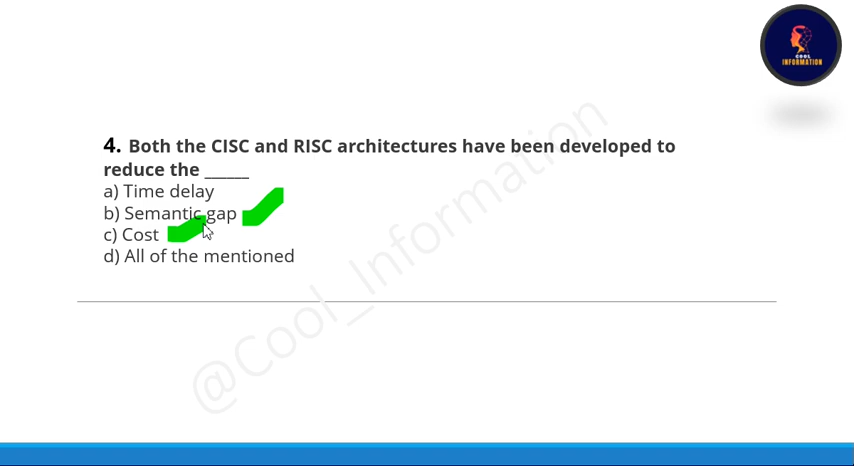 COOL
INFORMATION
4. Both the CISC and RISC architectures have been developed to
reduce the ______
a) Time delay
b) Semantic gap
c) Cost
d) All of the mentioned
@Cool_Information